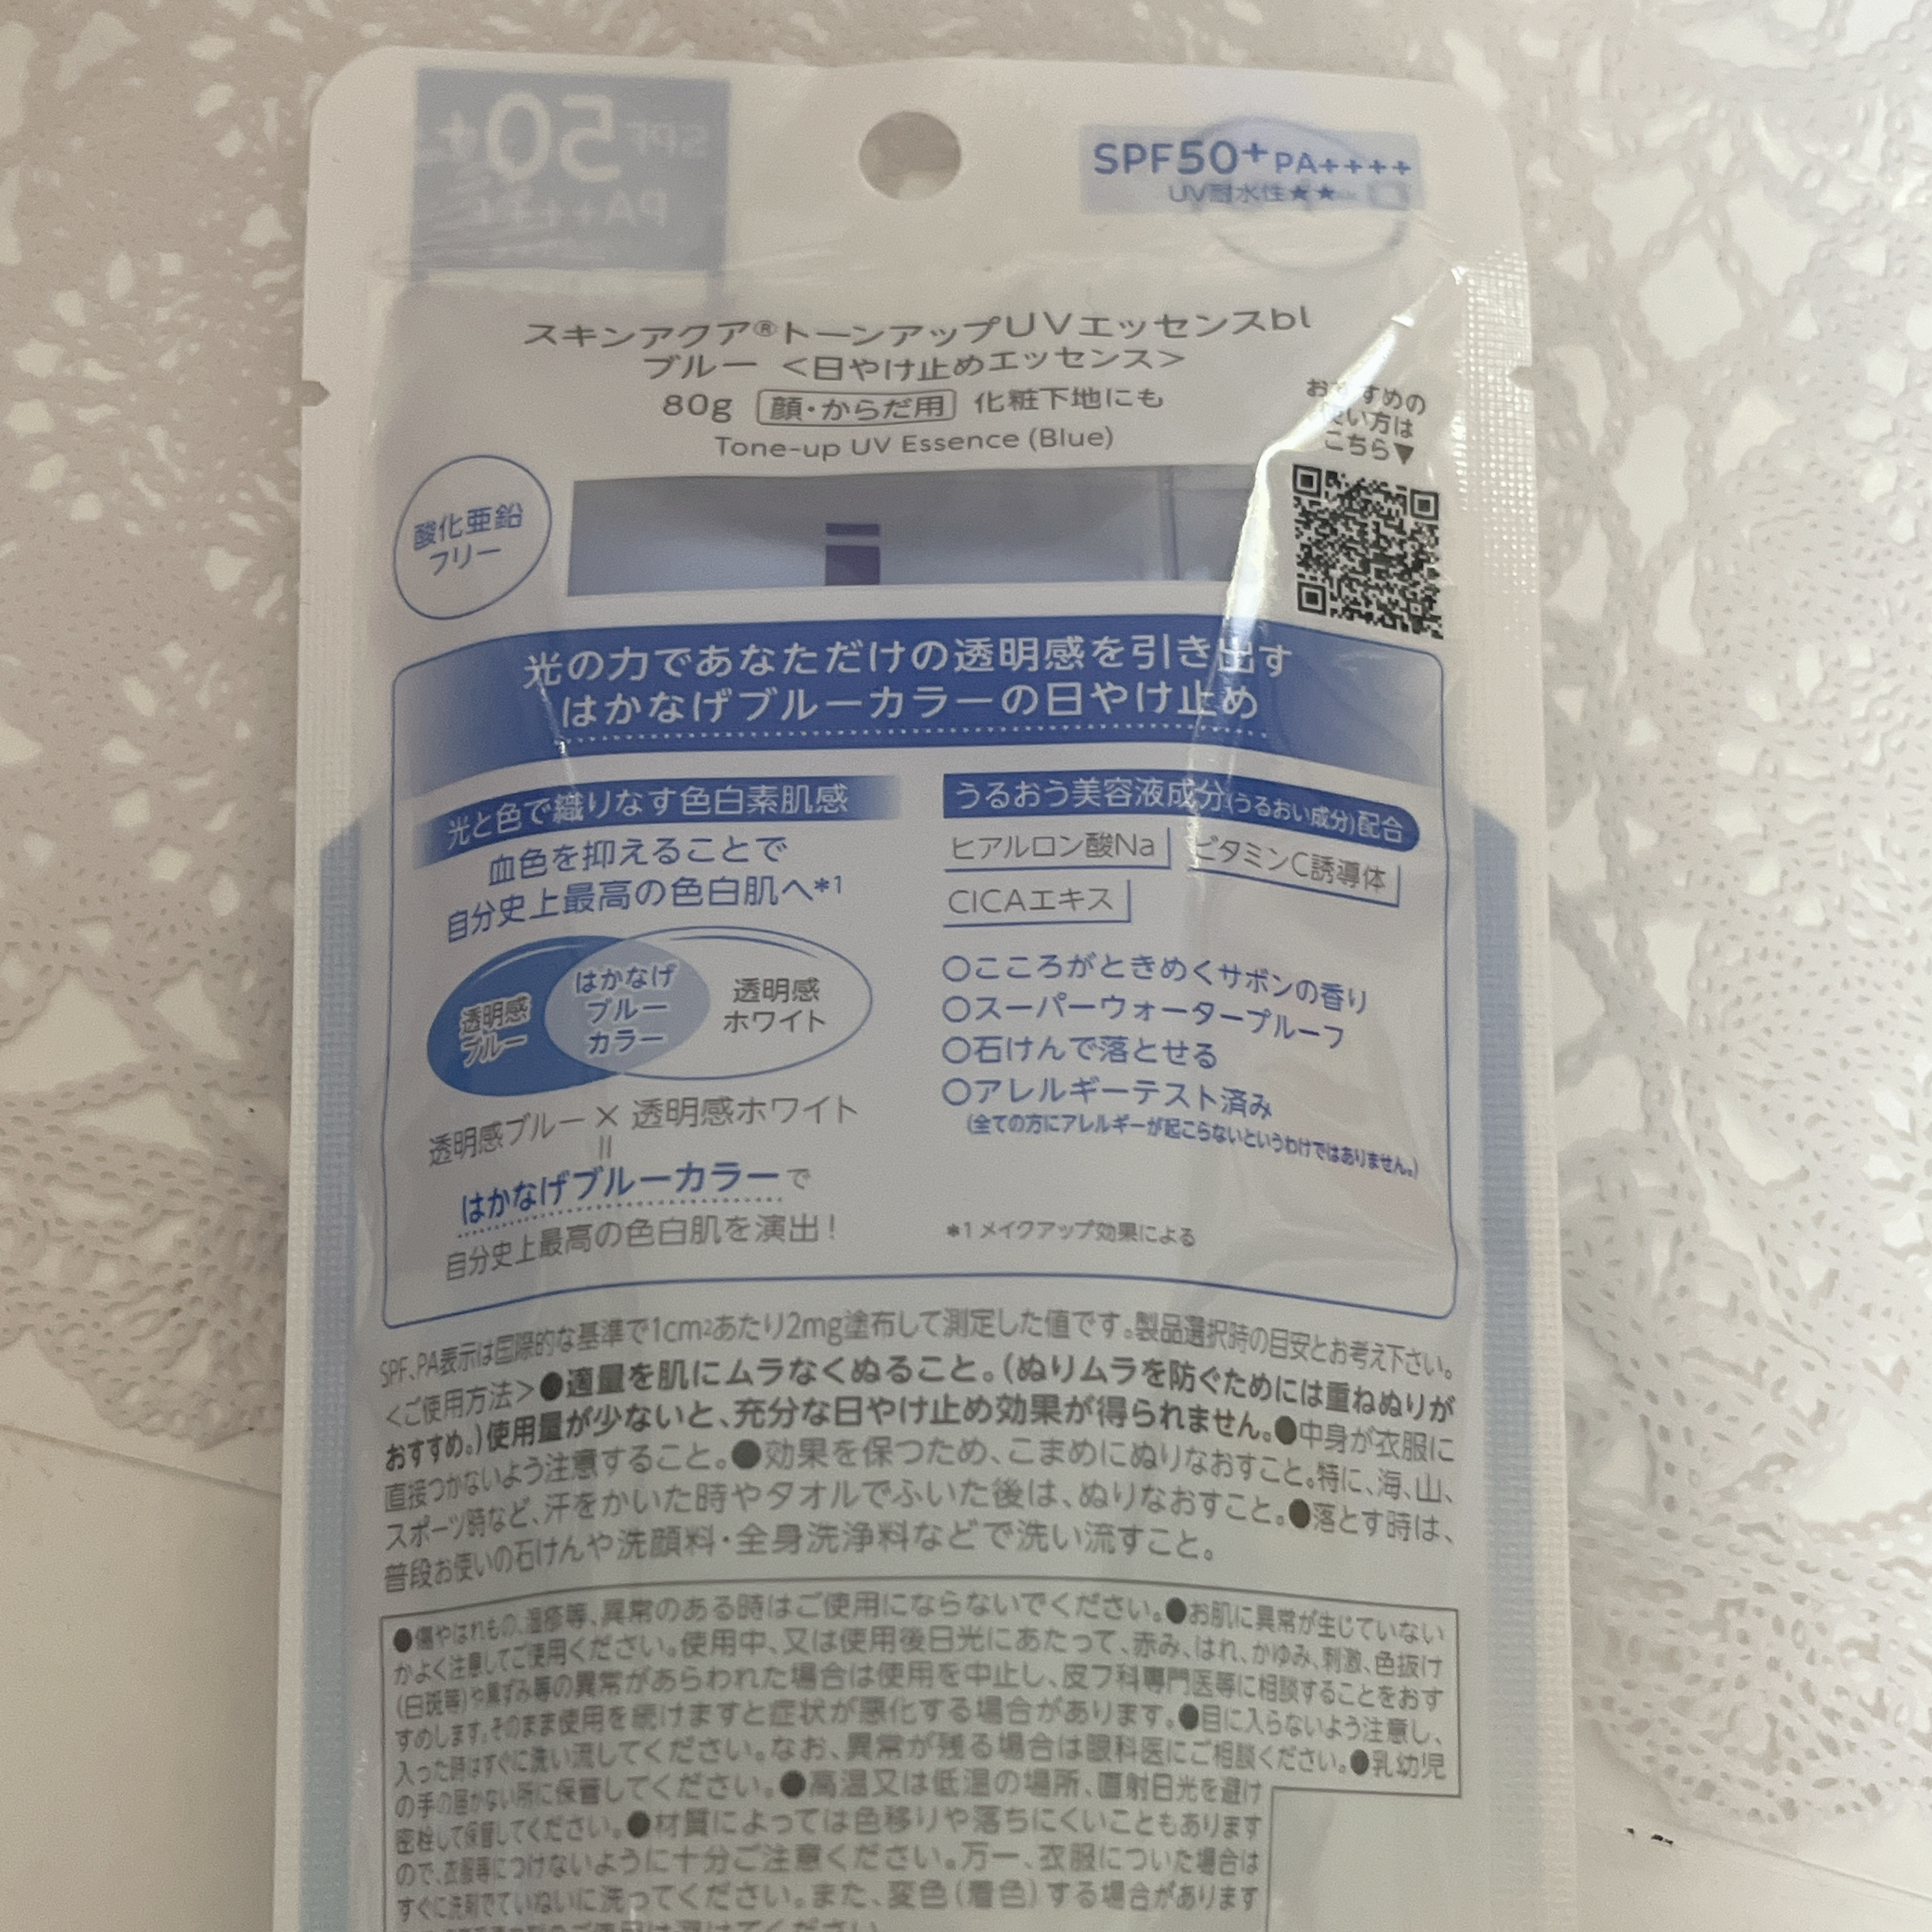 SPF50+PA++++
UV耐水性★★
スキンアクア®トーンアップUVエッセンスbl
ブルー <日やけ止めエッセンス>
80g 顔・からだ用 化粧下地にも
Tone-up UV Essence (Blue)
おすすめの
使い方は
こちら▼
酸化亜鉛
フリー
光の力であなただけの透明感を引き出す
はかなげブルーカラーの日やけ止め
光と色で織りなす色白素肌感
血色を抑えることで
自分史上最高の色白肌へ*1
透明感
ブルー
はかなげ
ブルー
カラー
透明感
ホワイト
透明感ブルー×透明感ホワイト
=
はかなげブルーカラーで
自分史上最高の色白肌を演出!
うるおう美容液成分(うるおい成分)配合
ヒアルロン酸Na ビタミンC誘導体
CICAエキス
○こころがときめくサボンの香り
○スーパーウォータープルーフ
○石けんで落とせる
○アレルギーテスト済み
(全ての方にアレルギーが起こらないというわけではありません。)
*1 メイクアップ効果による
SPF、PA表示は国際的な基準で1cm²あたり2mg塗布して測定した値です。製品選択時の目安とお考え下さい。
<ご使用方法>●適量を肌にムラなくぬること。(ぬりムラを防ぐためには重ねぬりが
おすすめ。)使用量が少ないと、充分な日やけ止め効果が得られません。●中身が衣服に
直接つかないよう注意すること。●効果を保つため、こまめにぬりなおすこと。特に、海、山、
スポーツ時など、汗をかいた時やタオルでふいた後は、ぬりなおすこと。●落とす時は、
普段お使いの石けんや洗顔料・全身洗浄料などで洗い流すこと。
●傷やはれもの、湿疹等、異常のある時はご使用にならないでください。●お肌に異常が生じていない
かよく注意してご使用ください。使用中、又は使用後日光にあたって、赤み、はれ、かゆみ、刺激、色抜け
(白斑等)や黒ずみ等の異常があらわれた場合は使用を中止し、皮フ科専門医等に相談することをおす
すめします。そのまま使用を続けますと症状が悪化する場合があります。●目に入らないよう注意し、
入った時はすぐに洗い流してください。なお、異常が残る場合は眼科医にご相談ください。●乳幼児
の手の届かない所に保管してください。●高温又は低温の場所、直射日光を避け
密栓して保管してください。●材質によっては色移りや落ちにくいこともあります
ので、衣服等につけないように十分ご注意ください。万一、衣服についた場合は
すぐに洗剤でていねいに洗ってください。また、変色(着色)する場合があります